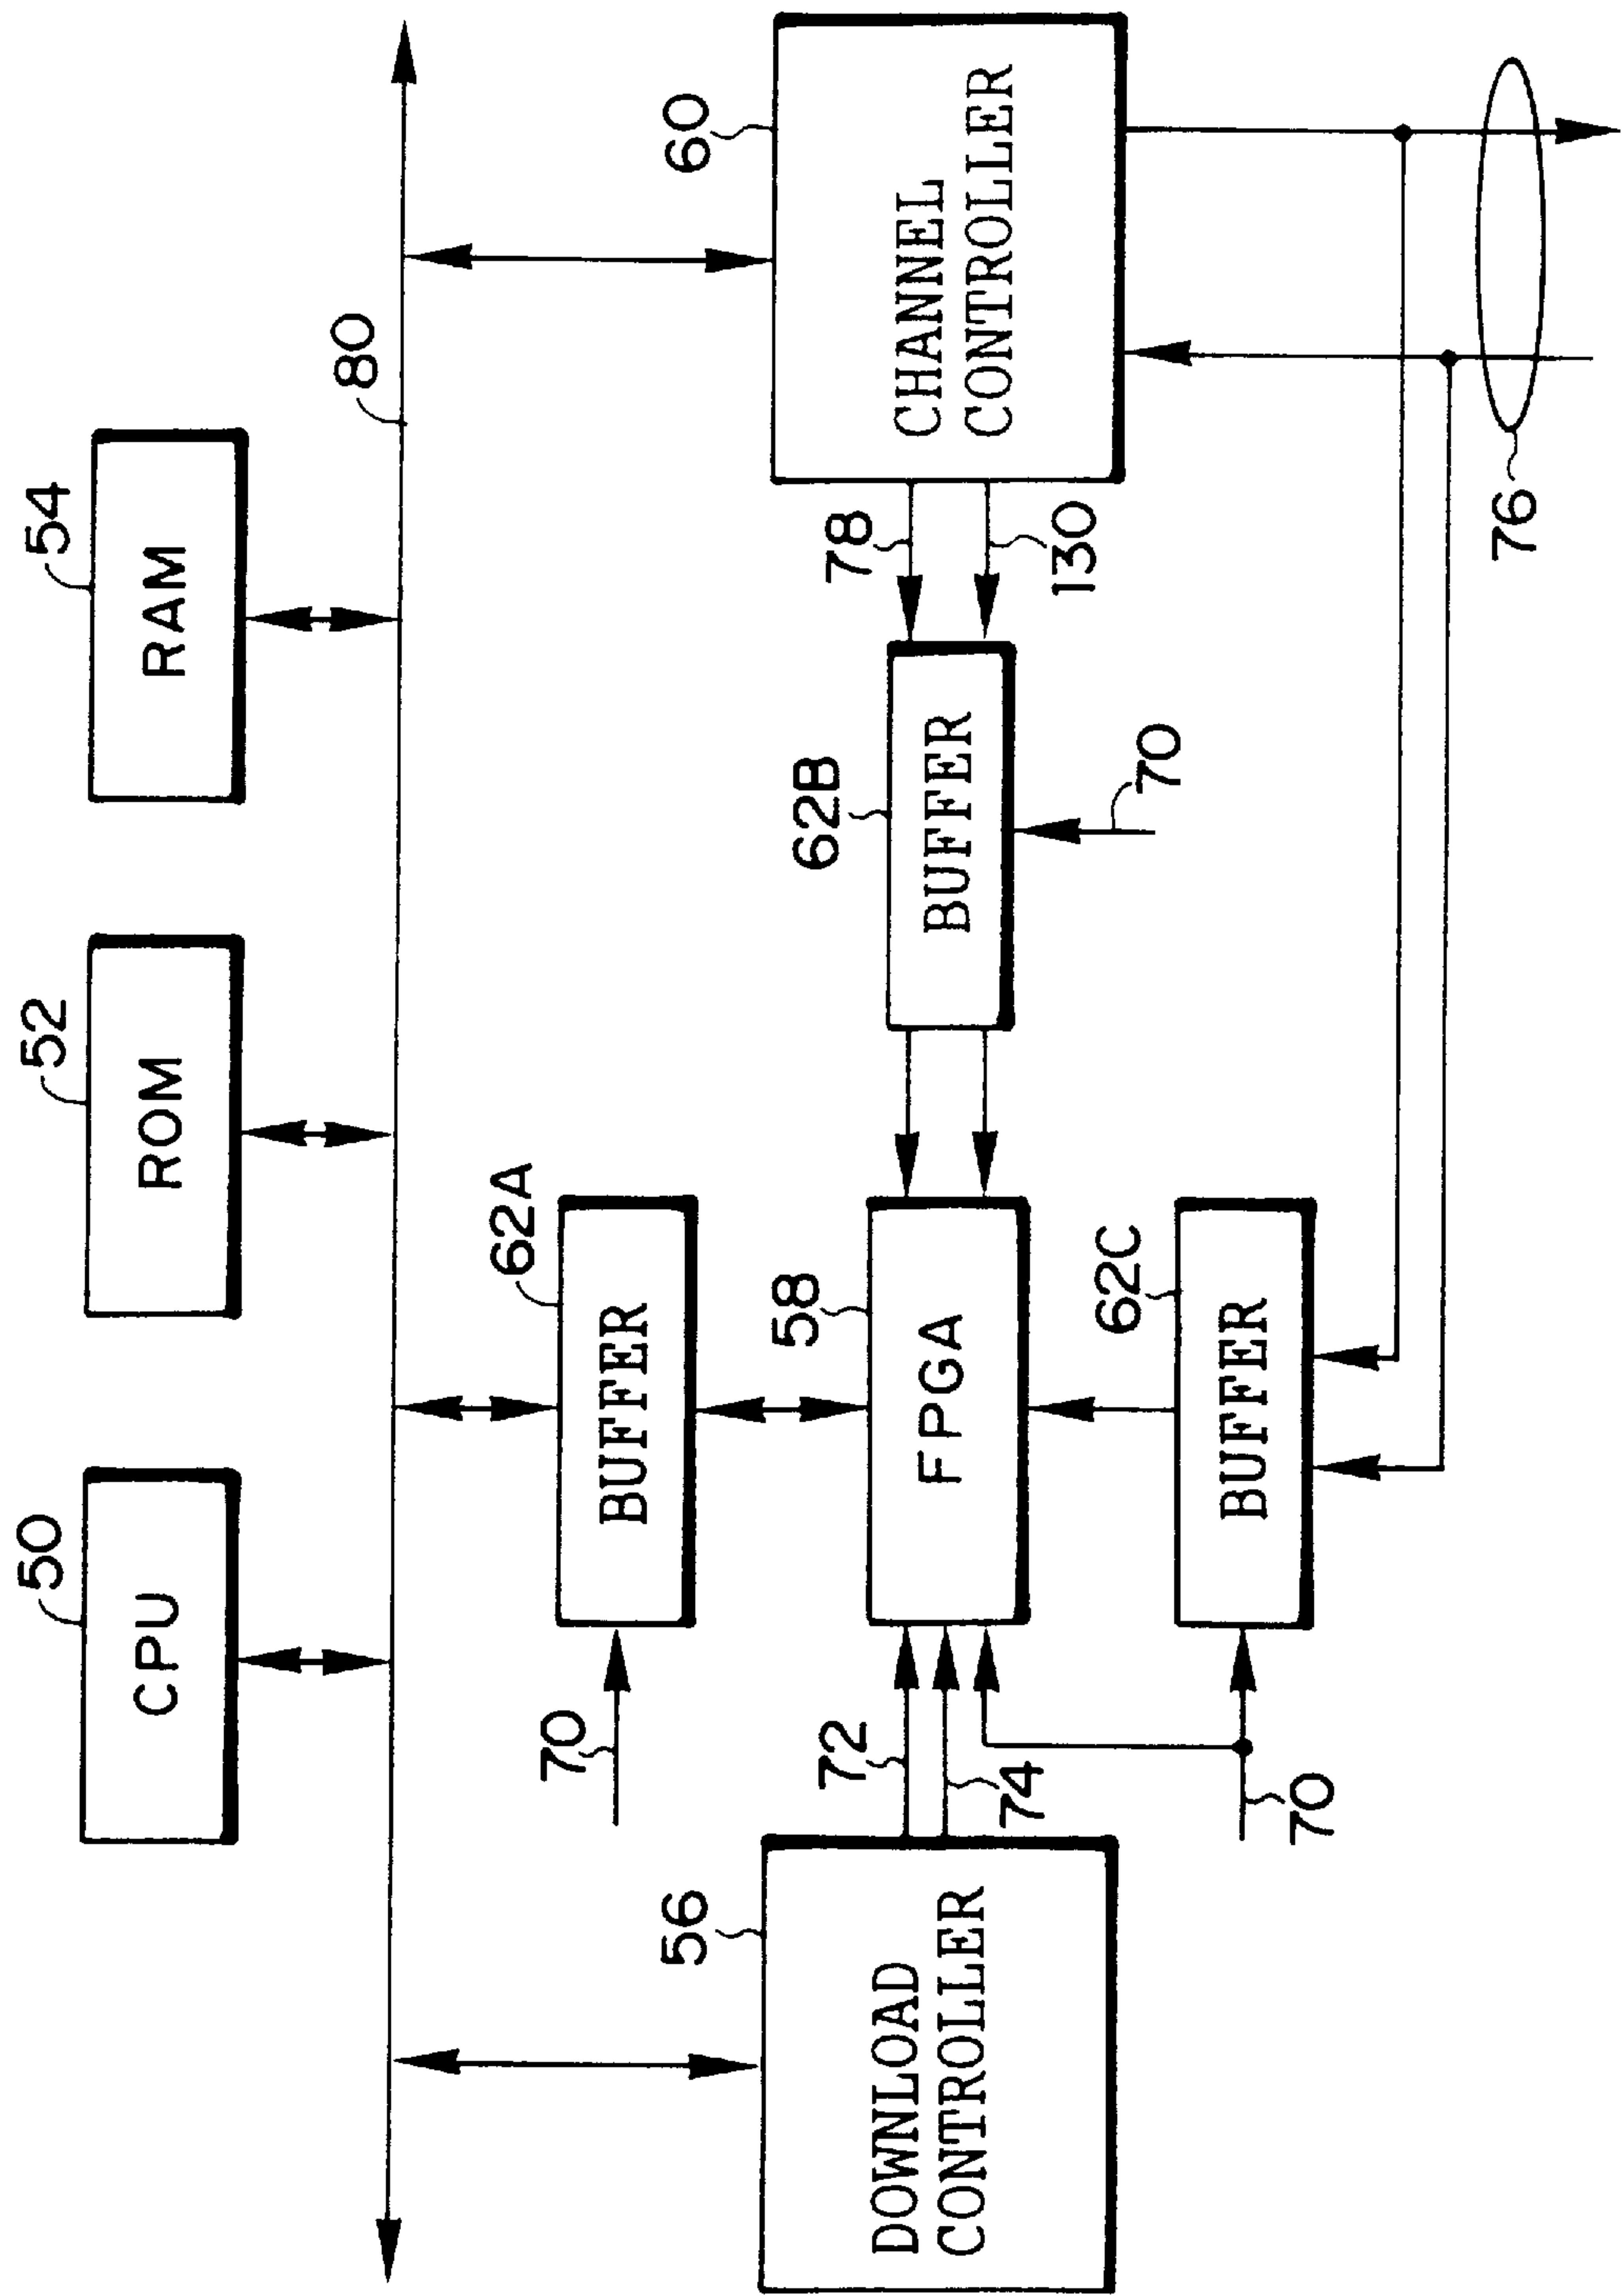 50
CPU
52
ROM
54
RAM
80
62A
BUFFER
70
56
DOWNLOAD
CONTROLLER
72
74
58
FPGA
62B
BUFFER
70
78
130
60
CHANNEL
CONTROLLER
62C
BUFFER
70
76